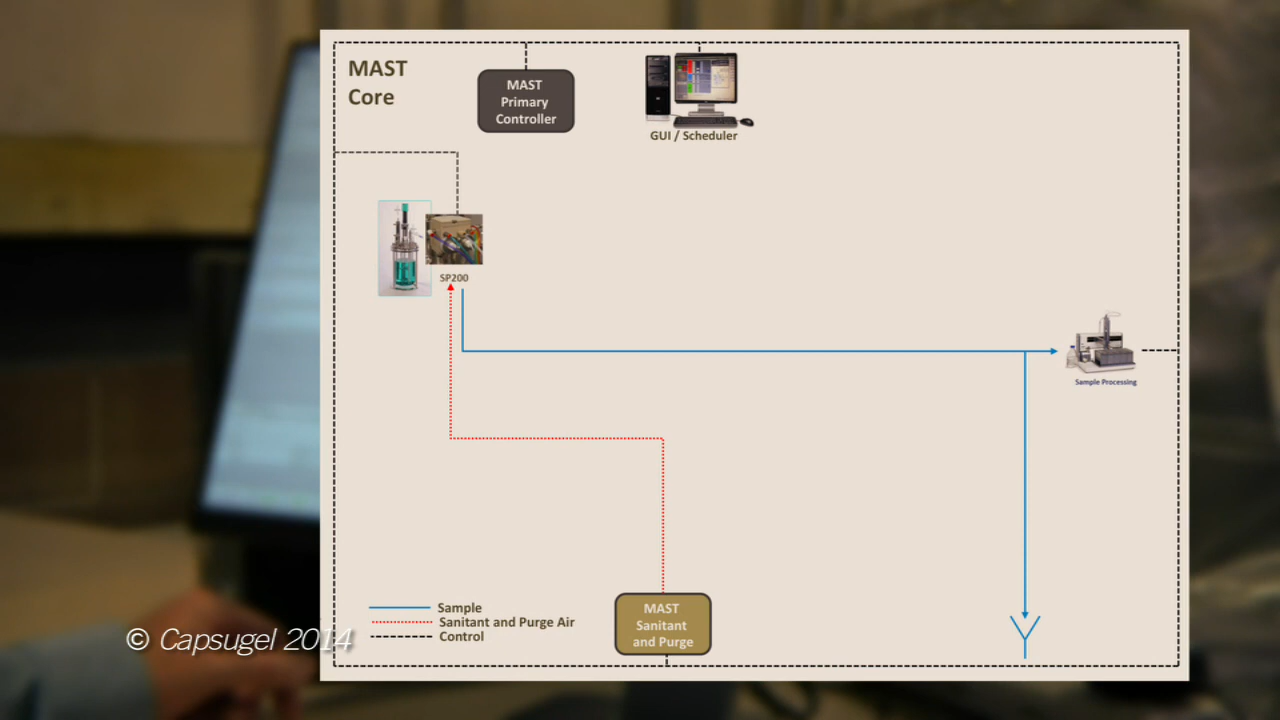 MAST
Core
MAST
Primary
Controller
GUI / Scheduler
SP200
Sample Processing
Sample
Sanitant and Purge Air
Control
MAST
Sanitant
and Purge
© Capsugel 2014